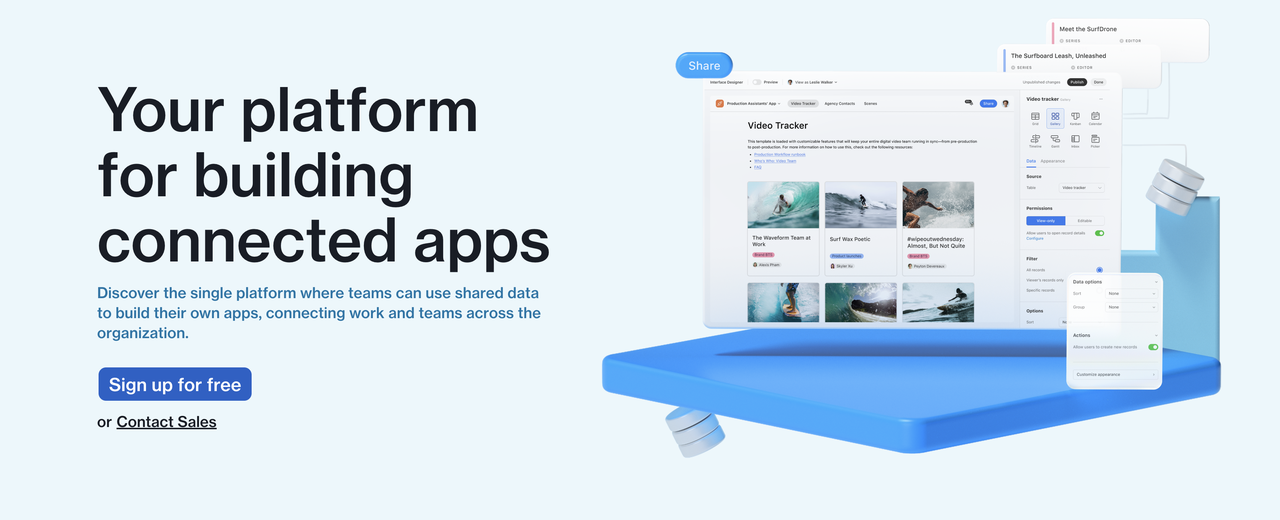 Your platform
for building
connected apps
Discover the single platform where teams can use shared data
to build their own apps, connecting work and teams across the
organization.
Sign up for free
or Contact Sales
Share
Meet the SurfDrone
SERIES EDITOR
The Surfboard Leash, Unleashed
SERIES EDITOR
Interface Designer Preview View as Leslie Walker Unpublished changes Publish Done
Production Assistants' App Video Tracker Agency Contacts Scenes Share
Video Tracker
This template is loaded with customizable features that will keep your entire digital video team running in sync—from pre-production
to post-production. For more information on how to use this, check out the following resources:
Production Workflow runbook
Who's Who: Video Team
FAQ
The Waveform Team at
Work
Brand BTS
Alexis Pham
Surf Wax Poetic
Product launches
Skyler Xu
#wipeoutwednesday:
Almost, But Not Quite
Brand BTS
Peyton Devereaux
Video tracker Gallery
Grid Gallery Kanban Calendar
Timeline Gantt Inbox
Data Appearance
Source
Table Video tracker
Permissions
View-only Editable
Allow users to open record details
Configure
Filter
All records
Viewer's records only
Specific records
Options
Sort
Data options
Sort None
Group None
Actions
Allow users to create new records
Customize appearance